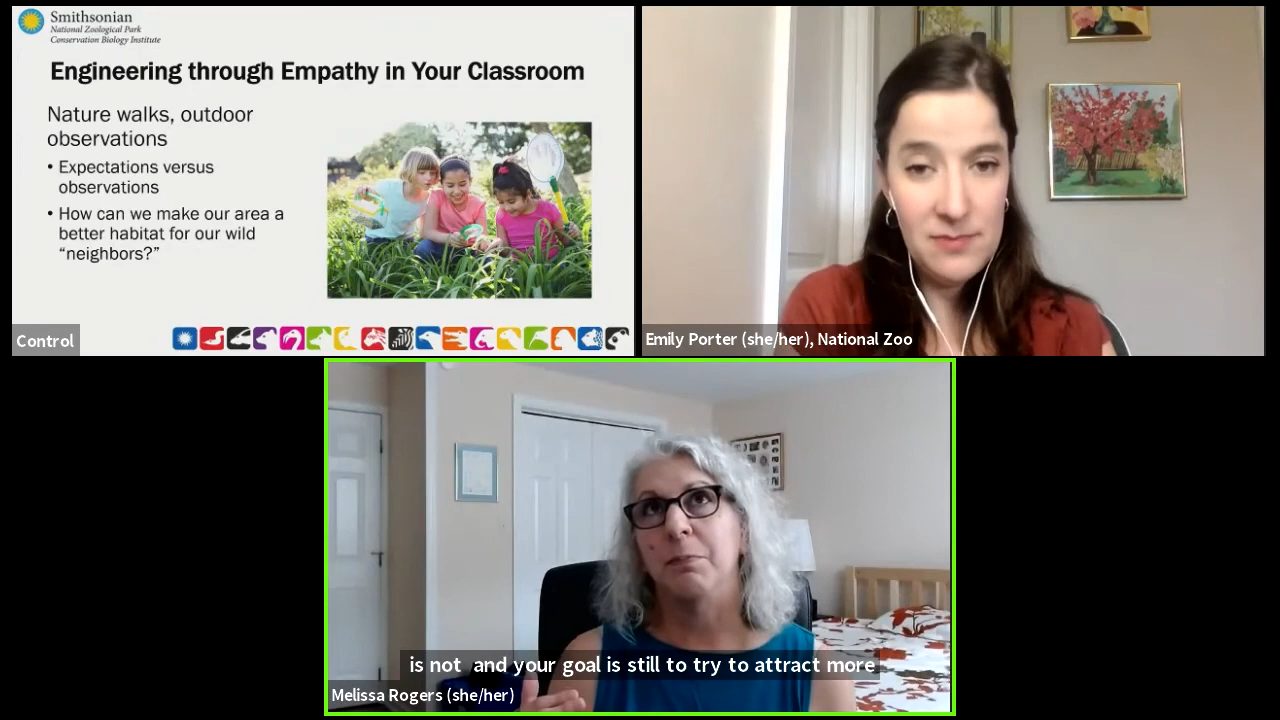 Smithsonian
National Zoological Park
Conservation Biology Institute
Engineering through Empathy in Your Classroom
Nature walks, outdoor
observations
• Expectations versus
observations
• How can we make our area a
better habitat for our wild
“neighbors?”
Control
Emily Porter (she/her), National Zoo
is not  and your goal is still to try to attract more
Melissa Rogers (she/her)